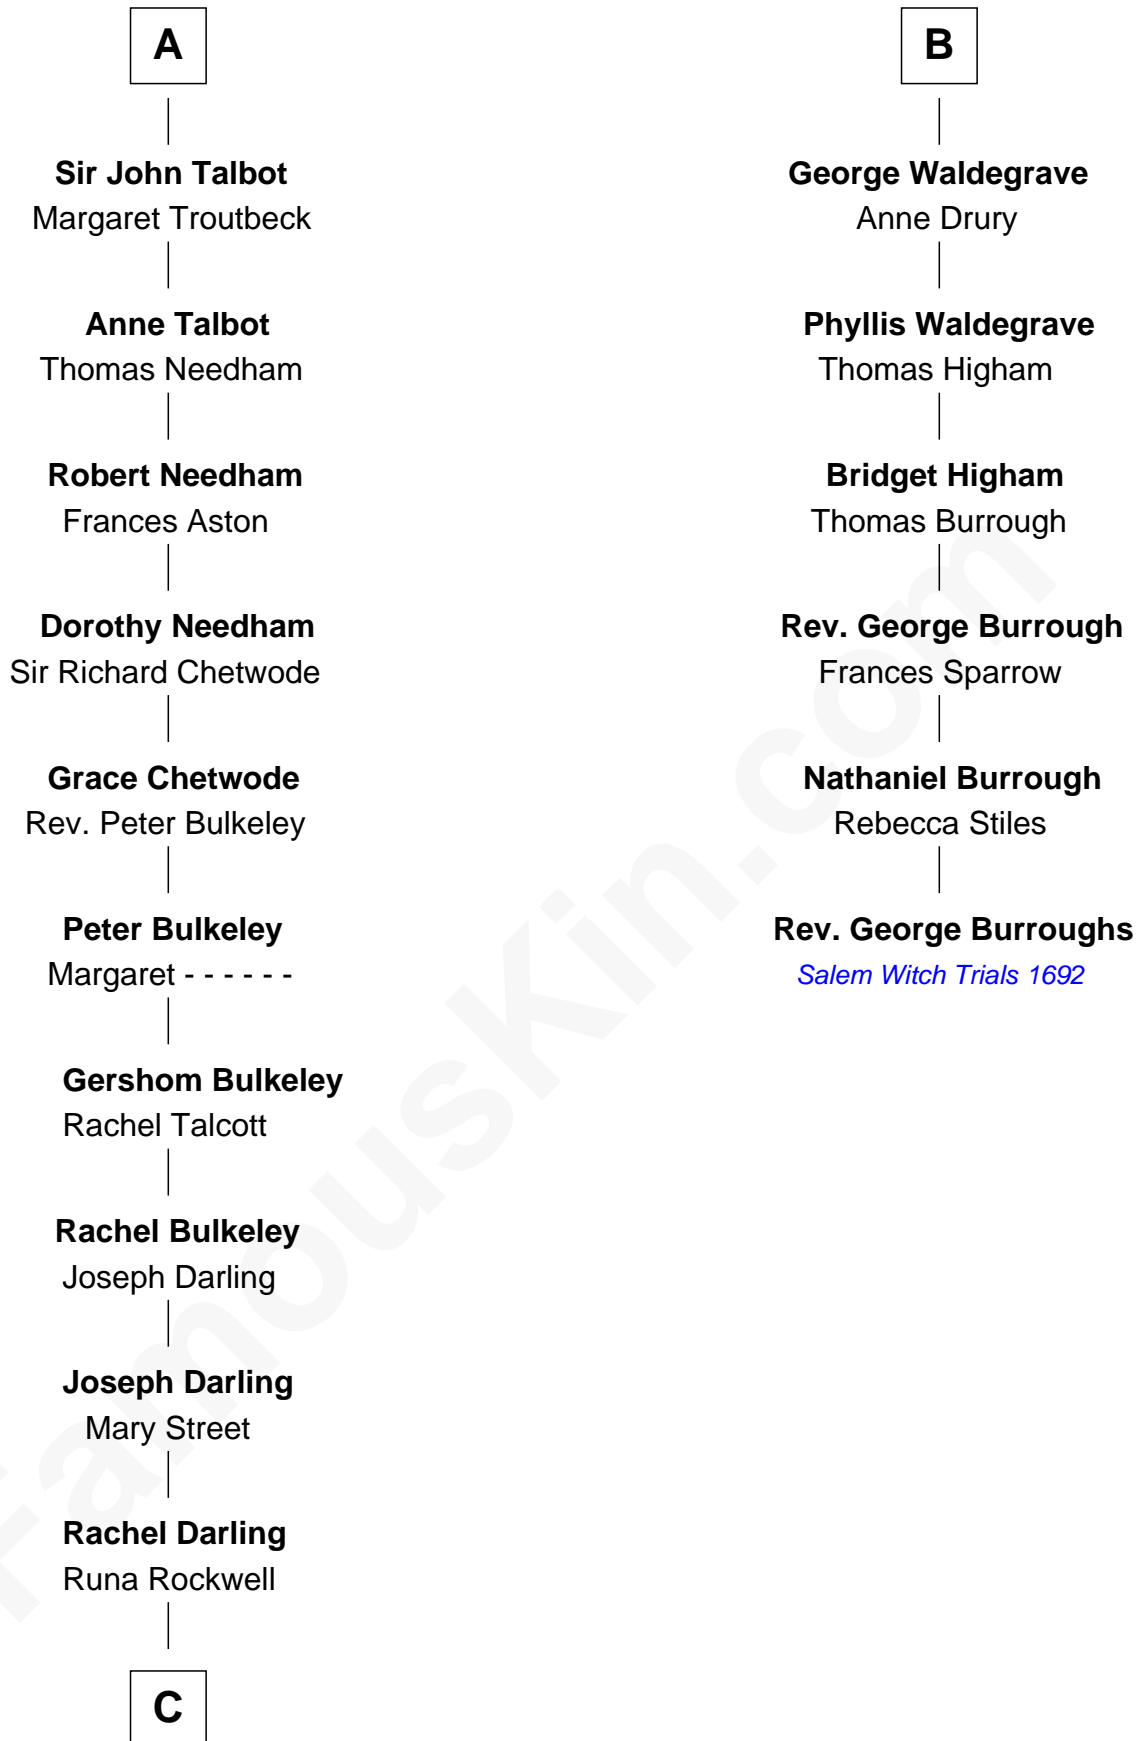 A
Sir John Talbot
Margaret Troutbeck
Anne Talbot
Thomas Needham
Robert Needham
Frances Aston
Dorothy Needham
Sir Richard Chetwode
Grace Chetwode
Rev. Peter Bulkeley
Peter Bulkeley
Margaret - - - - - -
Gershom Bulkeley
Rachel Talcott
Rachel Bulkeley
Joseph Darling
Joseph Darling
Mary Street
Rachel Darling
Runa Rockwell
C
B
George Waldegrave
Anne Drury
Phyllis Waldegrave
Thomas Higham
Bridget Higham
Thomas Burrough
Rev. George Burrough
Frances Sparrow
Nathaniel Burrough
Rebecca Stiles
Rev. George Burroughs
Salem Witch Trials 1692
FamousKin.com